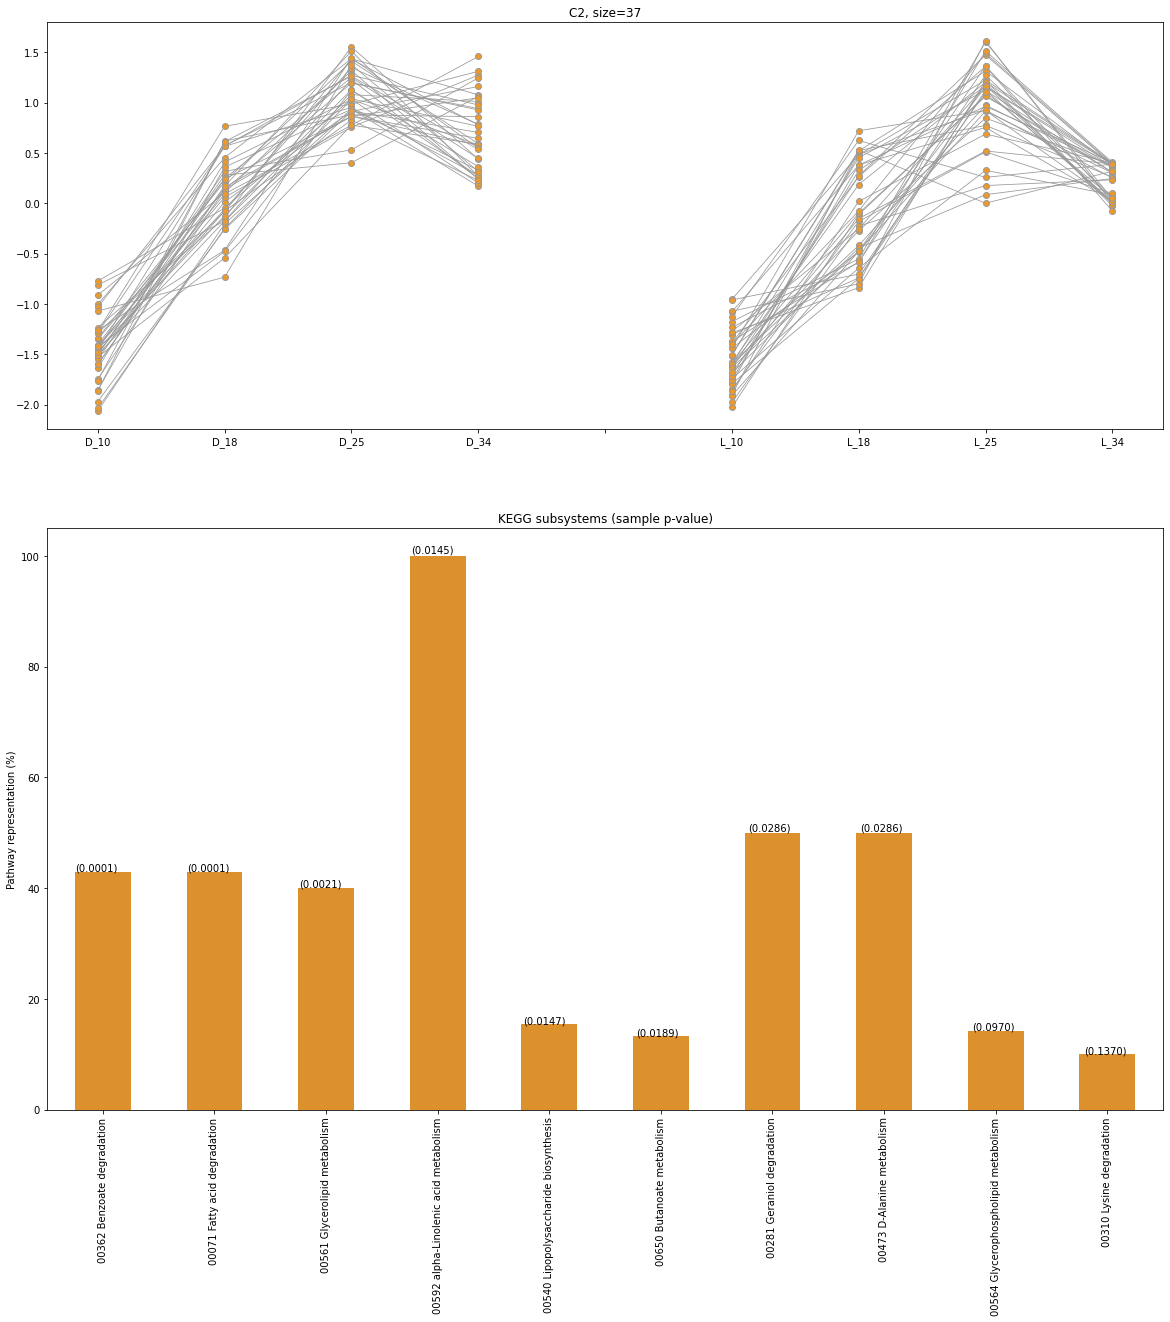 C2, size=37
1.5
1.0
0.5
0.0
−0.5
−1.0
−1.5
−2.0
D_10 D_18 D_25 D_34 L_10 L_18 L_25 L_34
KEGG subsystems (sample p-value)
Pathway representation (%)
100
80
60
40
20
0
(0.0001)
(0.0001)
(0.0021)
(0.0145)
(0.0147)
(0.0189)
(0.0286)
(0.0286)
(0.0970)
(0.1370)
00362 Benzoate degradation
00071 Fatty acid degradation
00561 Glycerolipid metabolism
00592 alpha-Linolenic acid metabolism
00540 Lipopolysaccharide biosynthesis
00650 Butanoate metabolism
00281 Geraniol degradation
00473 D-Alanine metabolism
00564 Glycerophospholipid metabolism
00310 Lysine degradation